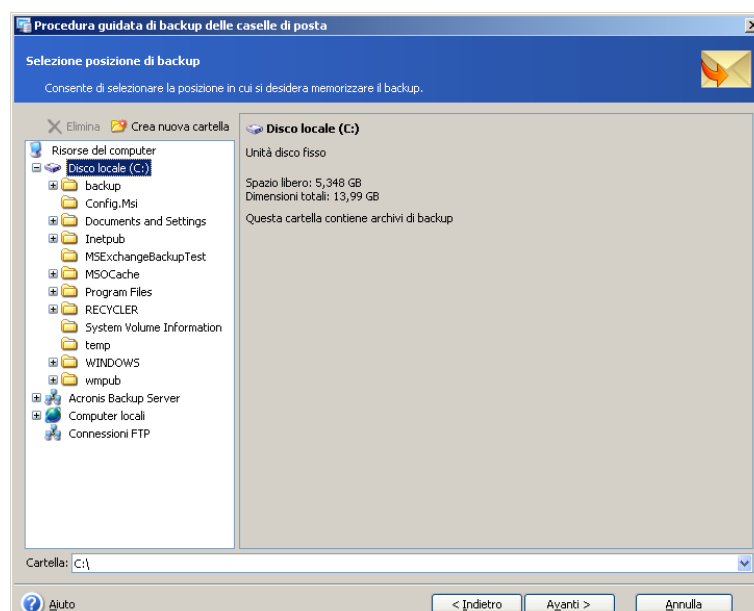 Procedura guidata di backup delle caselle di posta
Selezione posizione di backup
Consente di selezionare la posizione in cui si desidera memorizzare il backup.
Elimina Crea nuova cartella
Risorse del computer
Disco locale (C:)
backup
Config.Msi
Documents and Settings
Inetpub
MSExchangeBackupTest
MSOCache
Program Files
RECYCLER
System Volume Information
temp
WINDOWS
wmpub
Acronis Backup Server
Computer locali
Connessioni FTP
Disco locale (C:)
Unità disco fisso
Spazio libero: 5,348 GB
Dimensioni totali: 13,99 GB
Questa cartella contiene archivi di backup
Cartella: C:\
Aiuto
< Indietro Avanti > Annulla